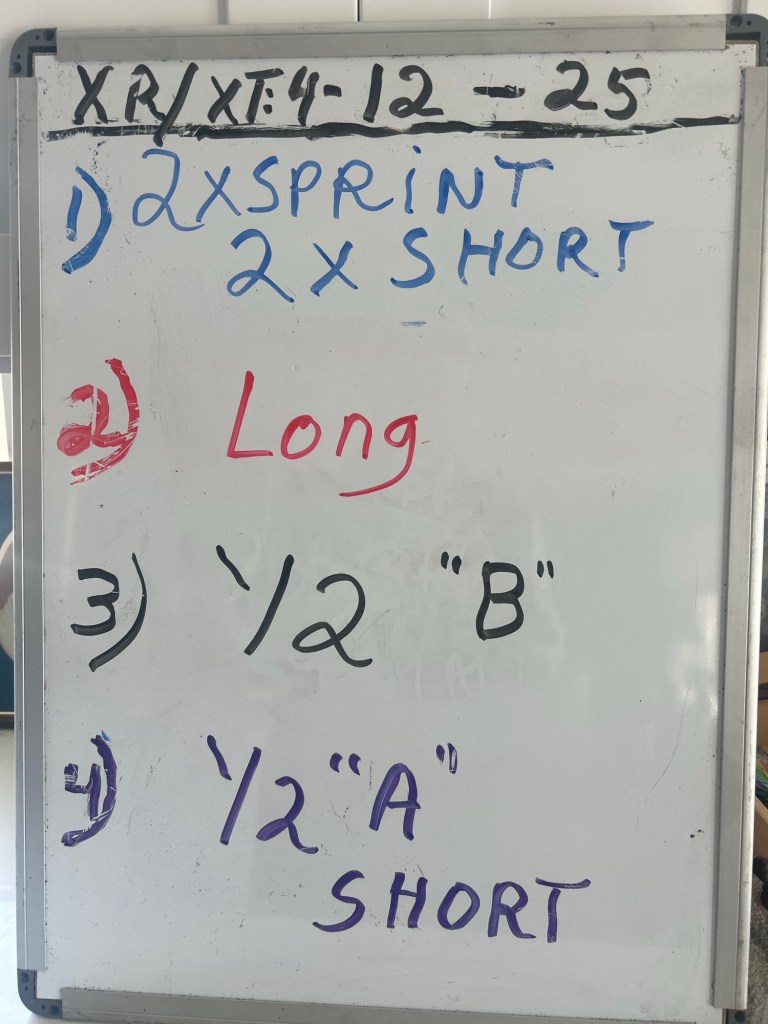 XR/XT: 4-12-25
1) 2XSPRiNT
2X SHORT
2) Long
3) 1/2 "B"
4) 1/2 "A"
SHORT